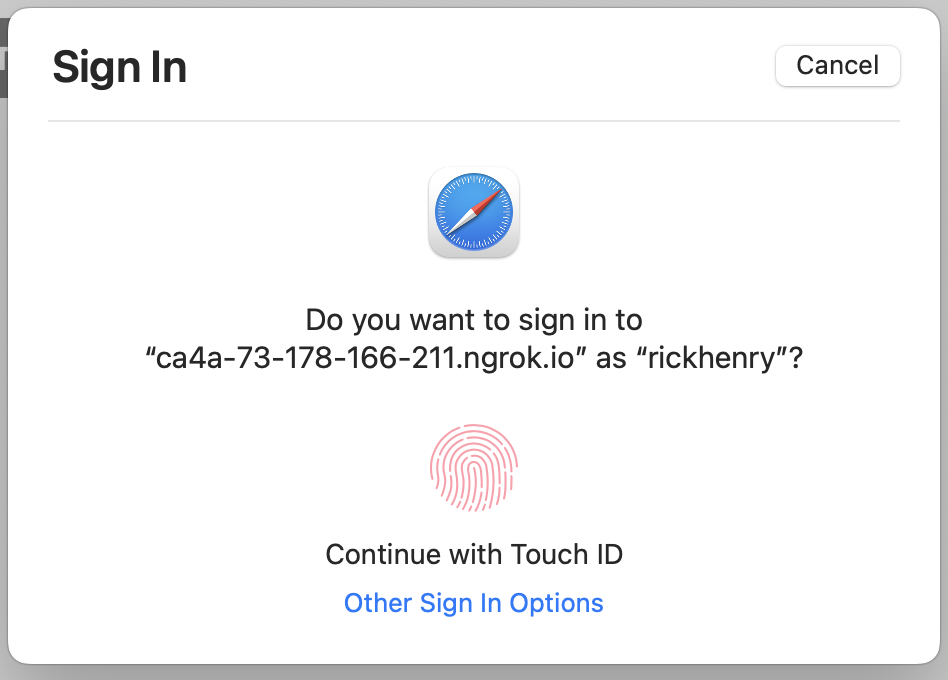 Sign In
Cancel
Do you want to sign in to
“ca4a-73-178-166-211.ngrok.io” as “rickhenry”?
Continue with Touch ID
Other Sign In Options